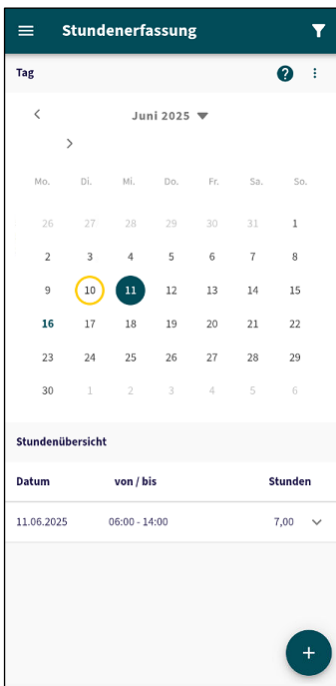 Stundenerfassung
Tag
?
Juni 2025
Mo. Di. Mi. Do. Fr. Sa. So.
26 27 28 29 30 31 1
2 3 4 5 6 7 8
9 10 11 12 13 14 15
16 17 18 19 20 21 22
23 24 25 26 27 28 29
30 1 2 3 4 5 6
Stundenübersicht
Datum von / bis Stunden
11.06.2025 06:00 - 14:00 7,00
+